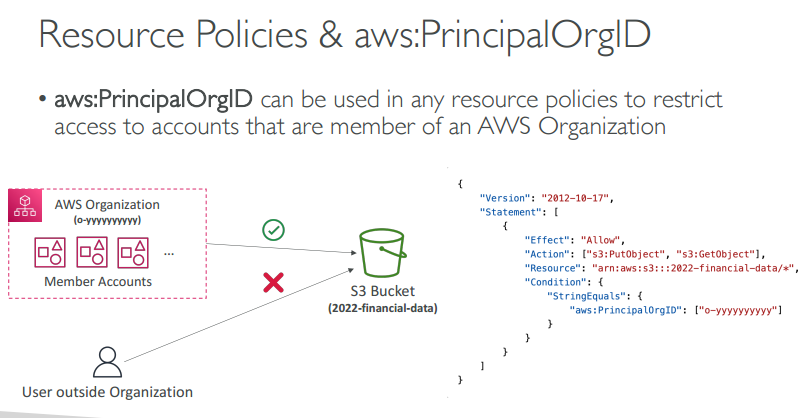 Resource Policies & aws:PrincipalOrgID
• aws:PrincipalOrgID can be used in any resource policies to restrict
access to accounts that are member of an AWS Organization
AWS Organization
(o-yyyyyyyyy)
...
Member Accounts
S3 Bucket
(2022-financial-data)
User outside Organization
{
"Version": "2012-10-17",
"Statement": [
{
"Effect": "Allow",
"Action": ["s3:PutObject", "s3:GetObject"],
"Resource": "arn:aws:s3:::2022-financial-data/*",
"Condition": {
"StringEquals": {
"aws:PrincipalOrgID": ["o-yyyyyyyyyy"]
}
}
}
]
}